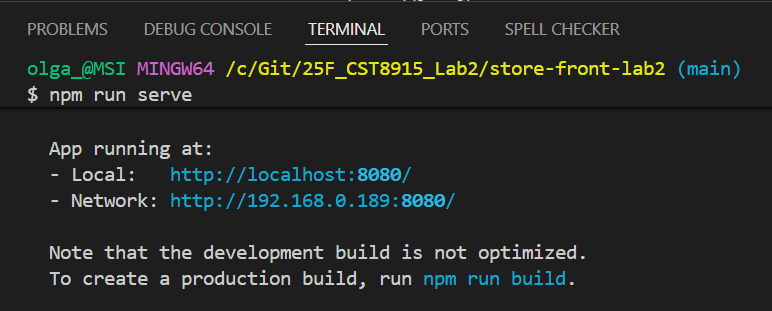 PROBLEMS DEBUG CONSOLE TERMINAL PORTS SPELL CHECKER
olga_@MSI MINGW64 /c/Git/25F_CST8915_Lab2/store-front-lab2 (main)
$ npm run serve
App running at:
- Local:   http://localhost:8080/
- Network: http://192.168.0.189:8080/
Note that the development build is not optimized.
To create a production build, run npm run build.